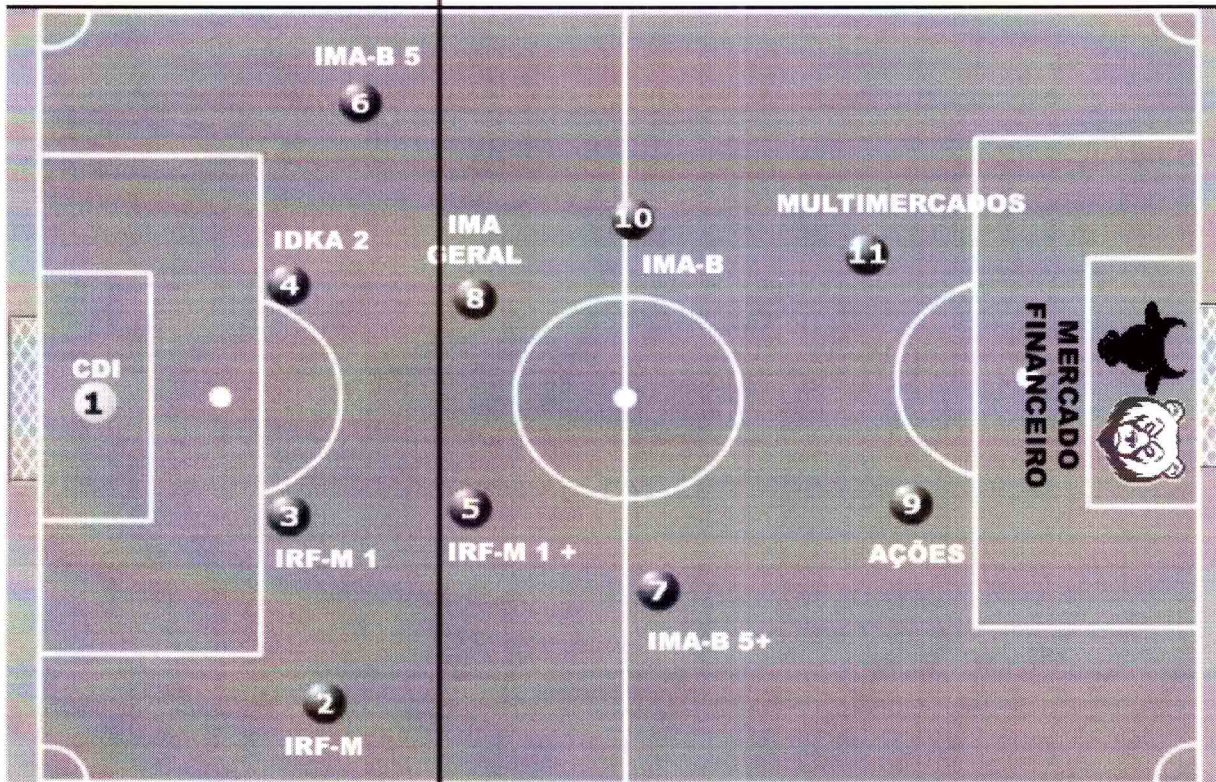 IMA-B 5
6
IDKA 2
4
IMA
GERAL
8
10
IMA-B
MULTIMERCADOS
11
CDI
1
MERCADO
FINANCEIRO
3
IRF-M 1
5
IRF-M 1 +
9
AÇÕES
7
IMA-B 5+
2
IRF-M